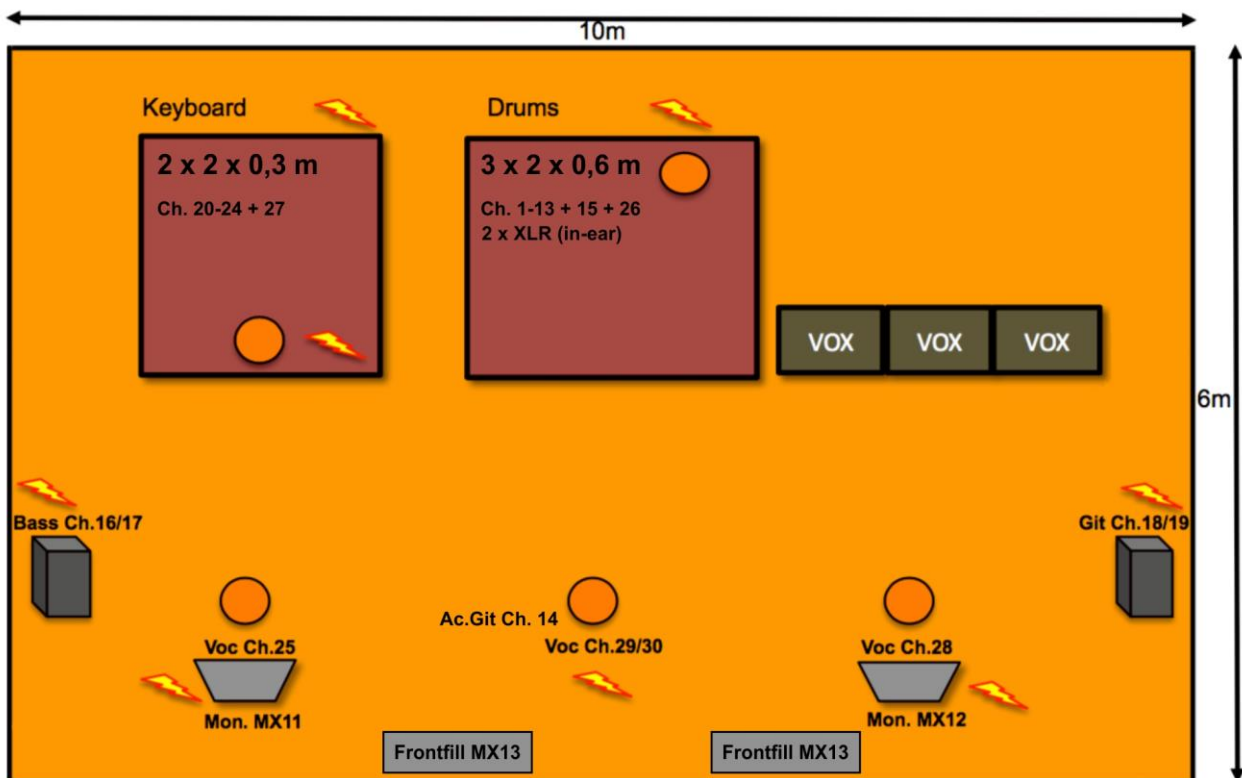 10m
Keyboard
Drums
2 x 2 x 0,3 m
3 x 2 x 0,6 m
Ch. 20-24 + 27
Ch. 1-13 + 15 + 26
2 x XLR (in-ear)
VOX
VOX
VOX
6m
Bass Ch.16/17
Git Ch.18/19
Ac.Git Ch. 14
Voc Ch.25
Voc Ch.29/30
Voc Ch.28
Mon. MX11
Mon. MX12
Frontfill MX13
Frontfill MX13